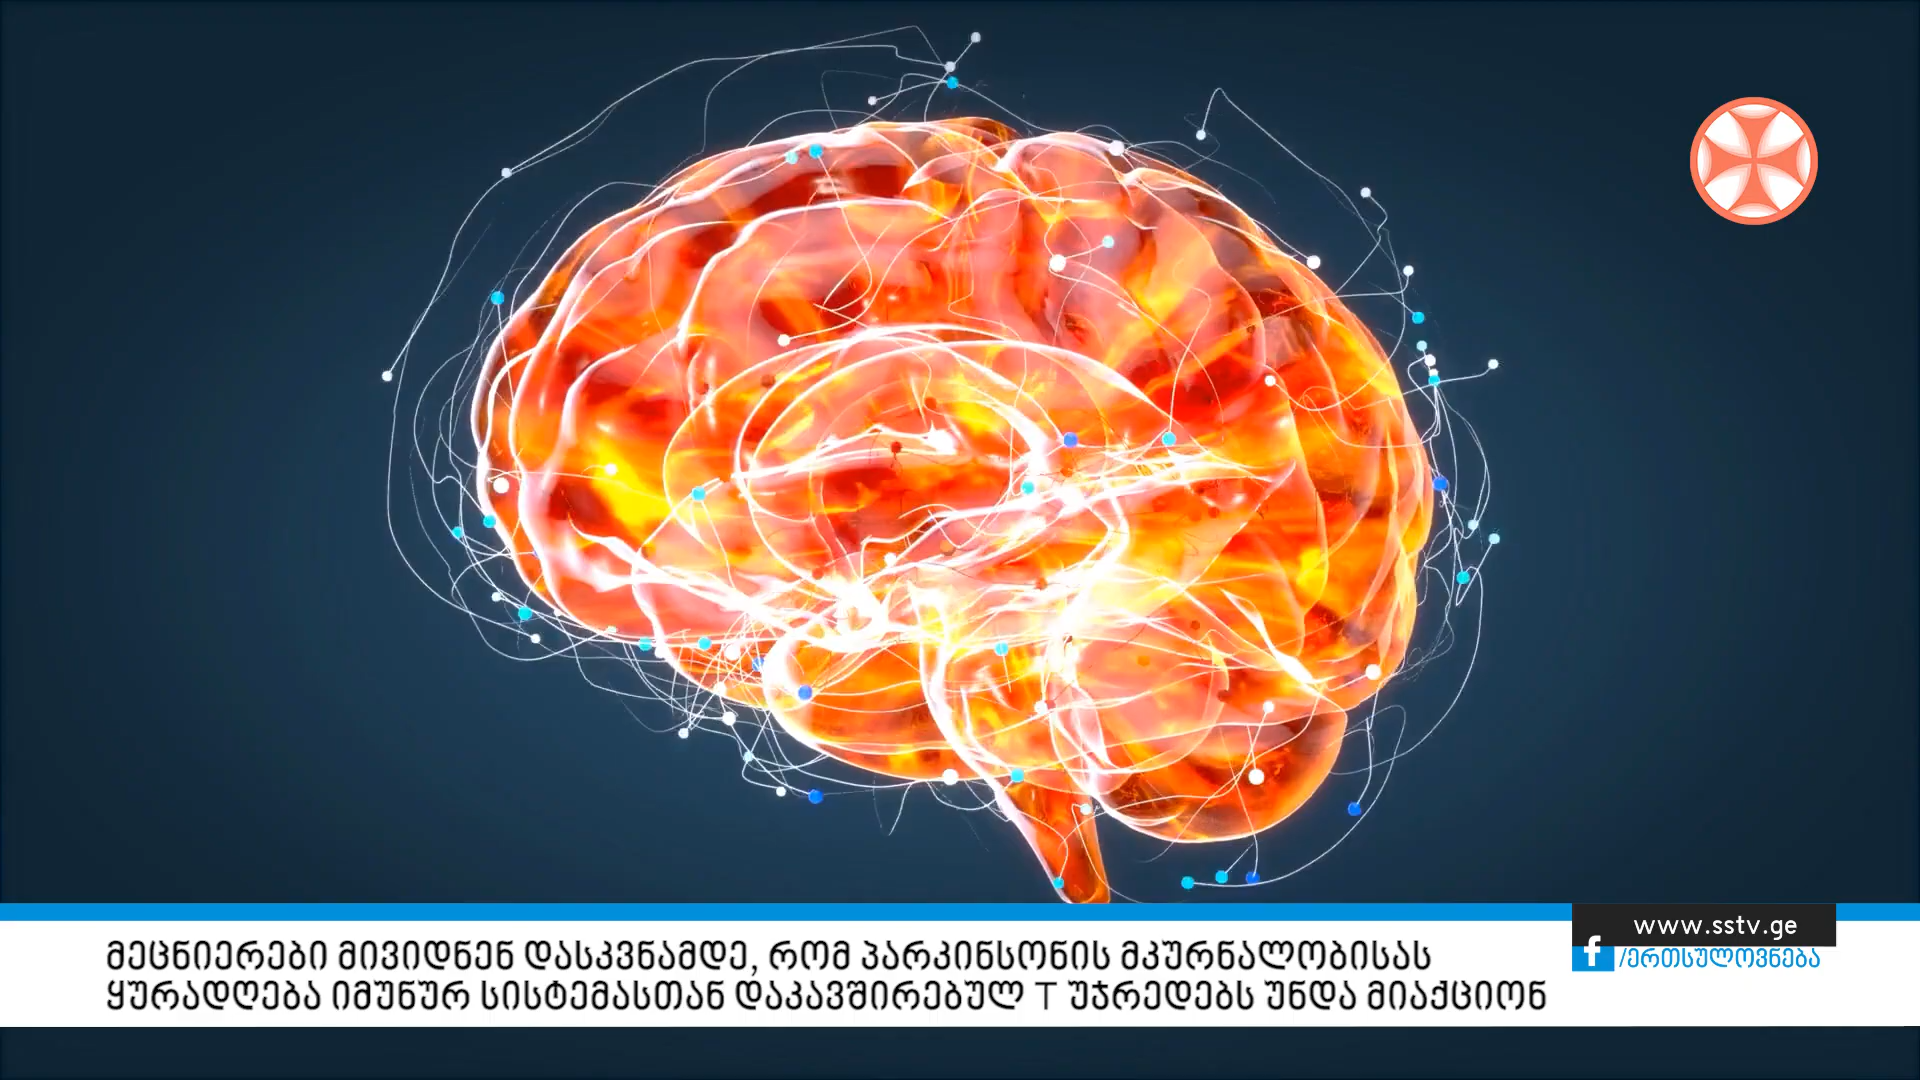 www.sstv.ge
f /ერთსულოვნება
მეცნიერები მივიდნენ დასკვნამდე, რომ პარკინსონის მკურნალობისას
ყურადღება იმუნურ სისტემასთან დაკავშირებულ T უჯრედებს უნდა მიაქციონ